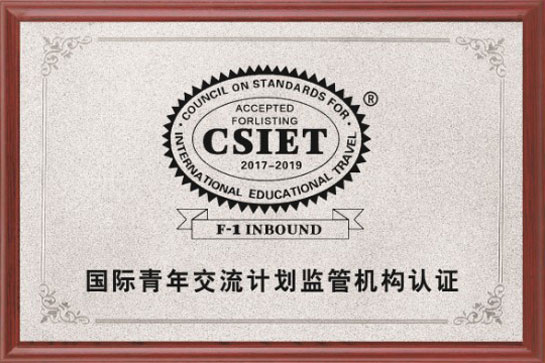 · COUNCIL ON STANDARDS FOR ·
INTERNATIONAL EDUCATIONAL TRAVEL
®
ACCEPTED
FORLISTING
CSIET
2017-2019
F-1 INBOUND
国际青年交流计划监管机构认证